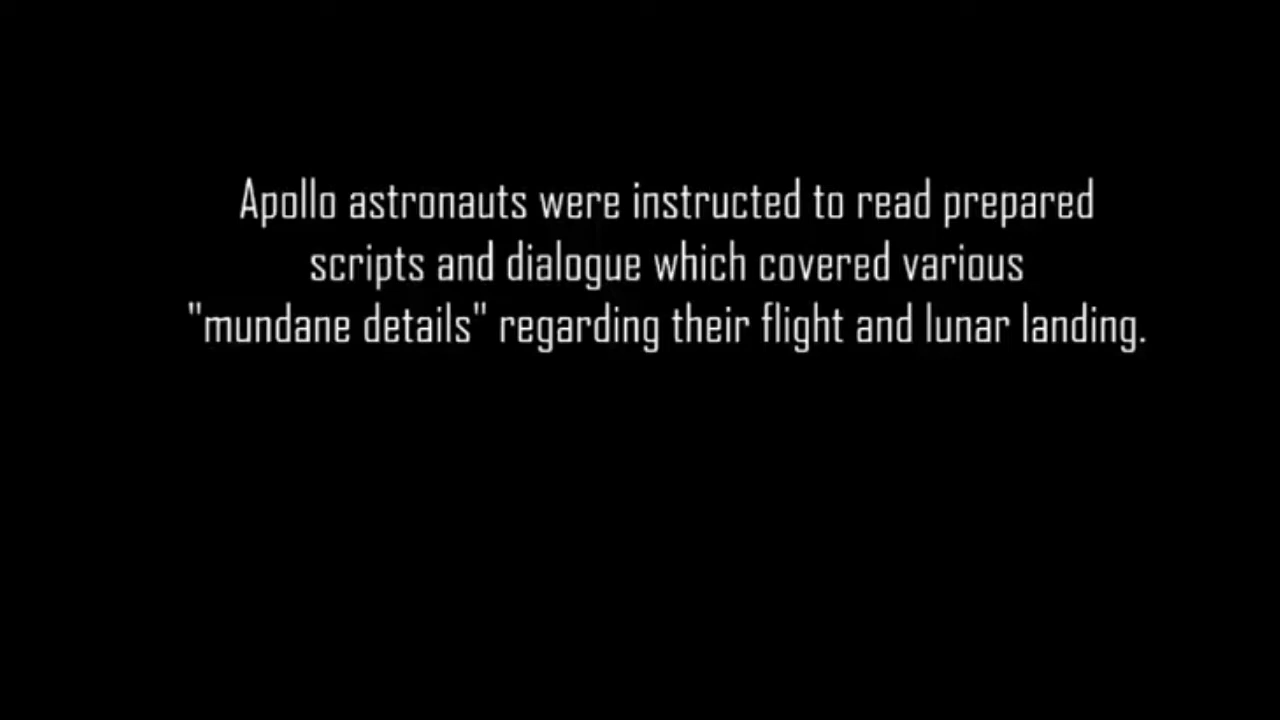 Apollo astronauts were instructed to read prepared
scripts and dialogue which covered various
"mundane details" regarding their flight and lunar landing.